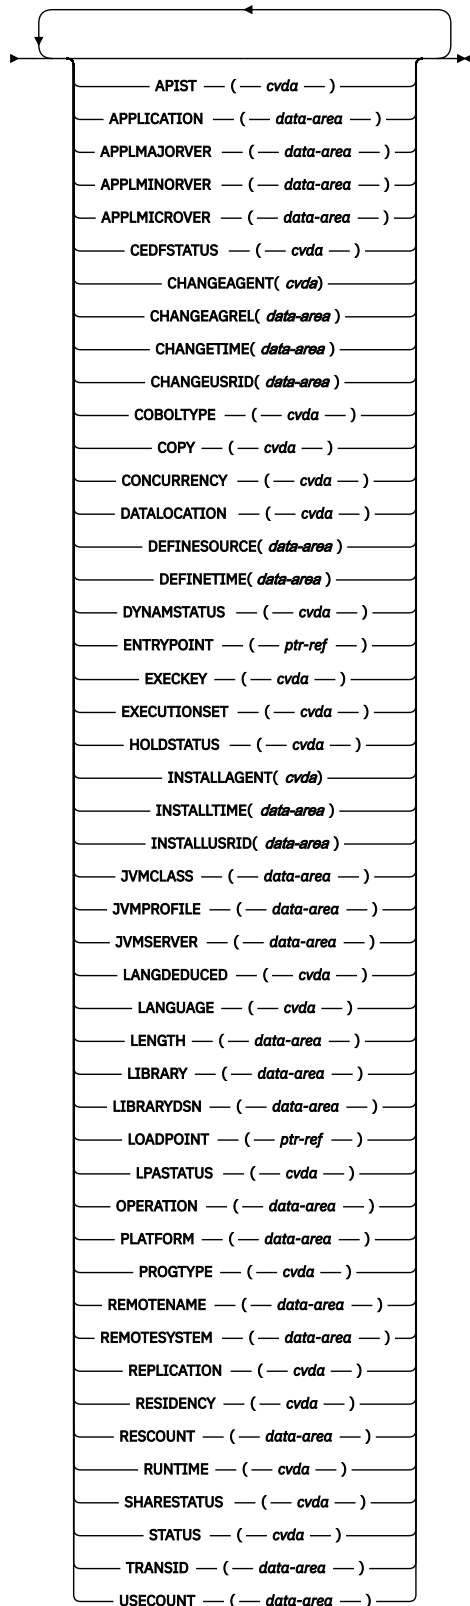 APIST ( cvda )
APPLICATION ( data-area )
APPLMAJORVER ( data-area )
APPLMINORVER ( data-area )
APPLMICROVER ( data-area )
CEDFSTATUS ( cvda )
CHANGEAGENT( cvda)
CHANGEAGREL( data-area )
CHANGETIME( data-area )
CHANGEUSRID( data-area )
COBOLTYPE ( cvda )
COPY ( cvda )
CONCURRENCY ( cvda )
DATALOCATION ( cvda )
DEFINESOURCE( data-area )
DEFINETIME( data-area )
DYNAMSTATUS ( cvda )
ENTRYPOINT ( ptr-ref )
EXECKEY ( cvda )
EXECUTIONSET ( cvda )
HOLDSTATUS ( cvda )
INSTALLAGENT( cvda)
INSTALLTIME( data-area )
INSTALLUSRID( data-area )
JVMCLASS ( data-area )
JVMPROFILE ( data-area )
JVMSERVER ( data-area )
LANGDEDUCED ( cvda )
LANGUAGE ( cvda )
LENGTH ( data-area )
LIBRARY ( data-area )
LIBRARYDSN ( data-area )
LOADPOINT ( ptr-ref )
LPASTATUS ( cvda )
OPERATION ( data-area )
PLATFORM ( data-area )
PROGTYPE ( cvda )
REMOTENAME ( data-area )
REMOTESYSTEM ( data-area )
REPLICATION ( cvda )
RESIDENCY ( cvda )
RESCOUNT ( data-area )
RUNTIME ( cvda )
SHARESTATUS ( cvda )
STATUS ( cvda )
TRANSID ( data-area )
USECOUNT ( data-area )